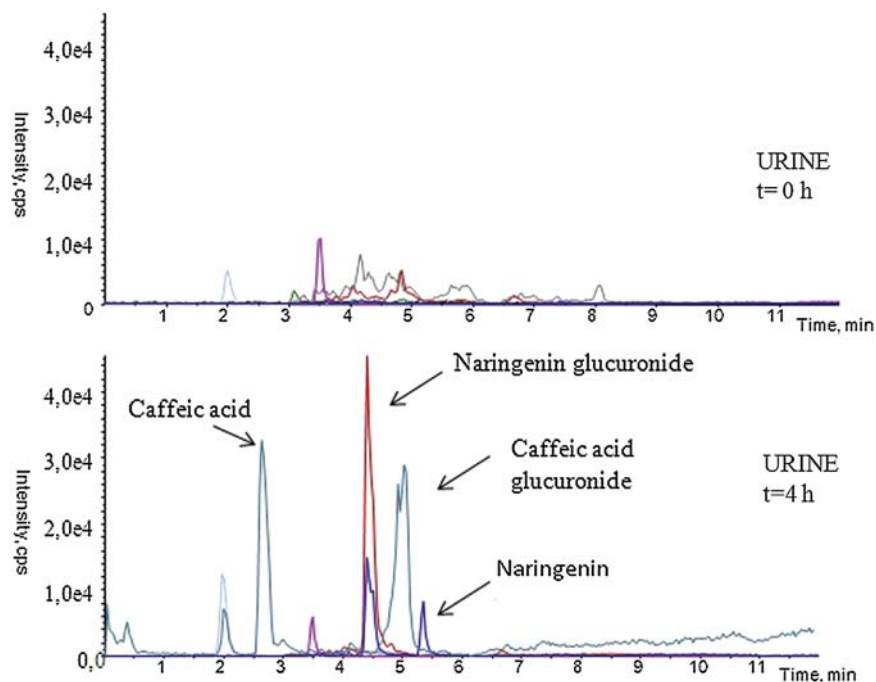 Intensity, cps
4,0e4
3,0e4
2,0e4
1,0e4
0
URINE
t= 0 h
1 2 3 4 5 6 7 8 9 10 11
Time, min
Intensity, cps
4,0e4
3,0e4
2,0e4
1,0e4
0,0
Caffeic acid
Naringenin glucuronide
Caffeic acid
glucuronide
Naringenin
URINE
t=4 h
1 2 3 4 5 6 7 8 9 10 11
Time, min